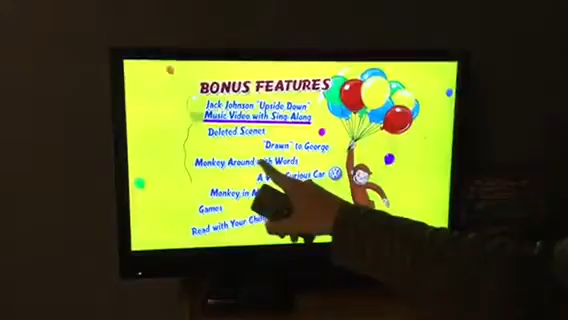 BONUS FEATURES
Jack Johnson "Upside Down"
Music Video with Sing-Along
Deleted Scenes
"Drawn" to George
Monkey Around with Words
A Curious Car
Monkey in
Games
Read with Your